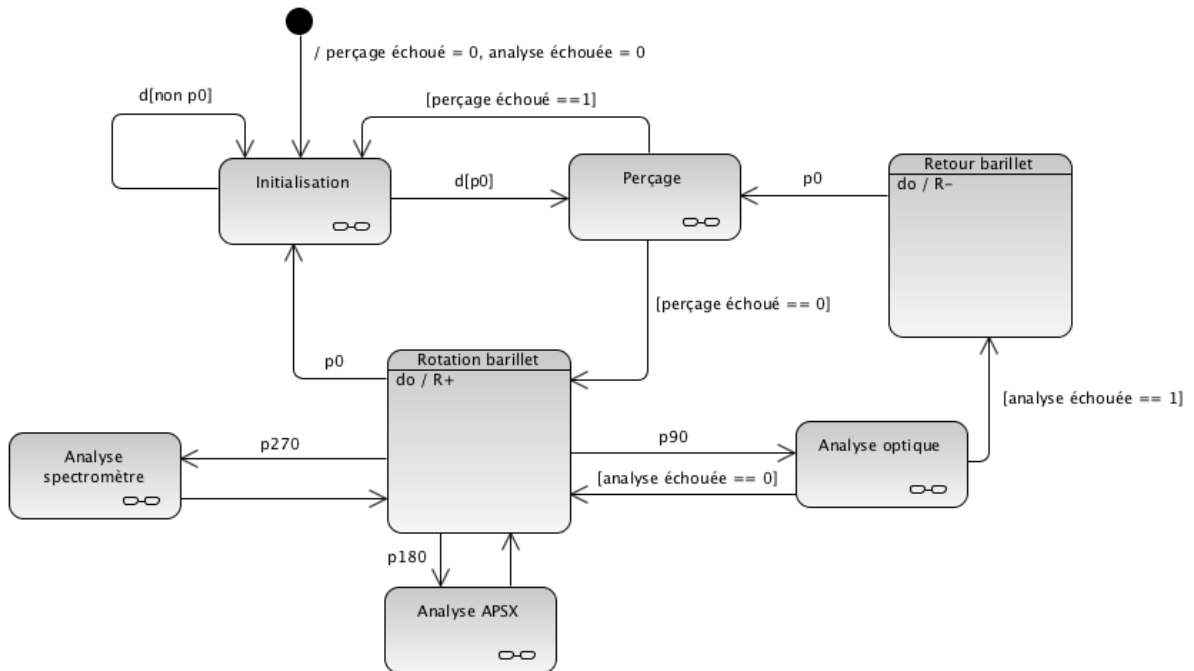 / perçage échoué = 0, analyse échouée = 0
d[non p0]
[perçage échoué ==1]
Initialisation
d[p0]
Perçage
p0
Retour barillet
do / R-
[perçage échoué == 0]
p0
Rotation barillet
do / R+
[analyse échouée == 1]
Analyse
spectromètre
p270
p90
Analyse optique
[analyse échouée == 0]
p180
Analyse APSX